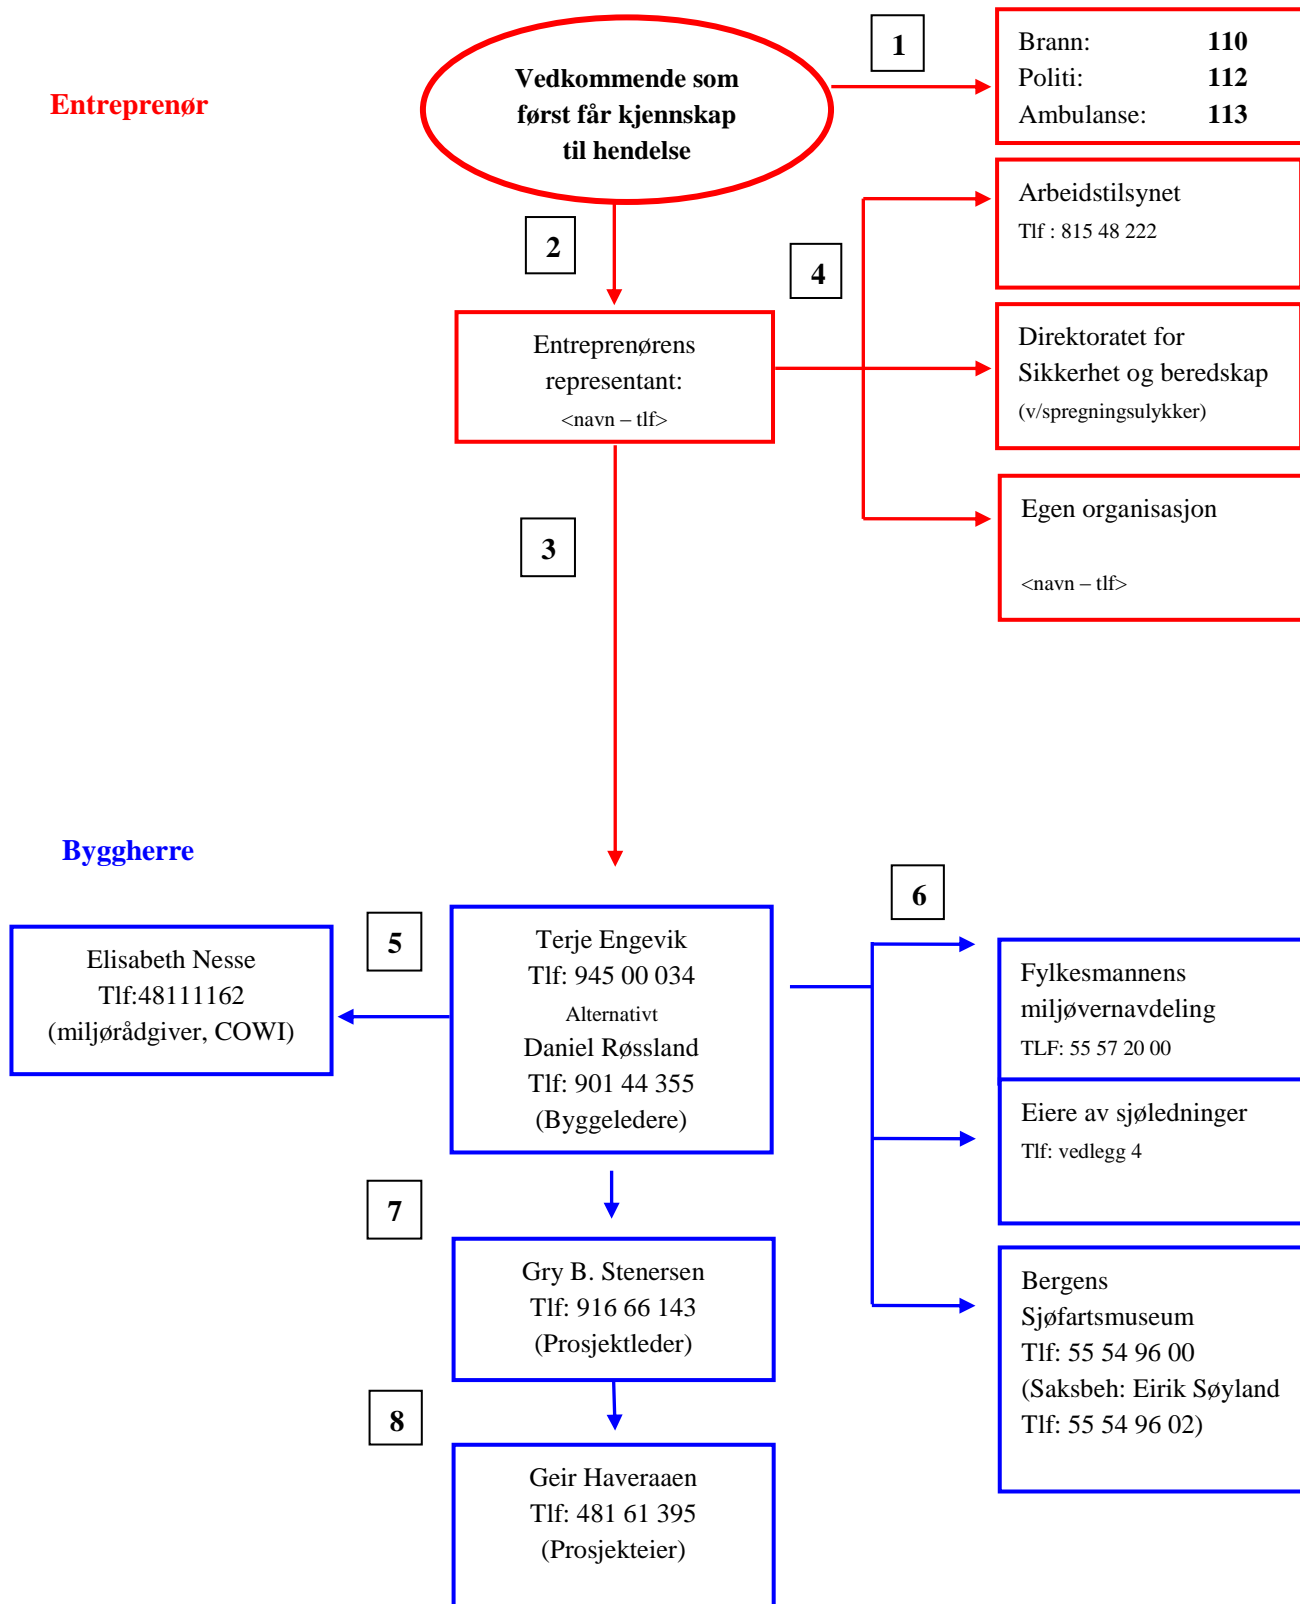 Entreprenør
Vedkommende som
først får kjennskap
til hendelse
1
Brann: 110
Politi: 112
Ambulanse: 113
2
4
Arbeidstilsynet
Tlf : 815 48 222
Entreprenørens
representant:
<navn – tlf>
Direktoratet for
Sikkerhet og beredskap
(v/spregningsulykker)
3
Egen organisasjon
<navn – tlf>
Byggherre
5
Elisabeth Nesse
Tlf:48111162
(miljørådgiver, COWI)
Terje Engevik
Tlf: 945 00 034
Alternativt
Daniel Røssland
Tlf: 901 44 355
(Byggeledere)
6
Fylkesmannens
miljøvernavdeling
TLF: 55 57 20 00
Eiere av sjøledninger
Tlf: vedlegg 4
7
Gry B. Stenersen
Tlf: 916 66 143
(Prosjektleder)
Bergens
Sjøfartsmuseum
Tlf: 55 54 96 00
(Saksbeh: Eirik Søyland
Tlf: 55 54 96 02)
8
Geir Haveraaen
Tlf: 481 61 395
(Prosjekteier)